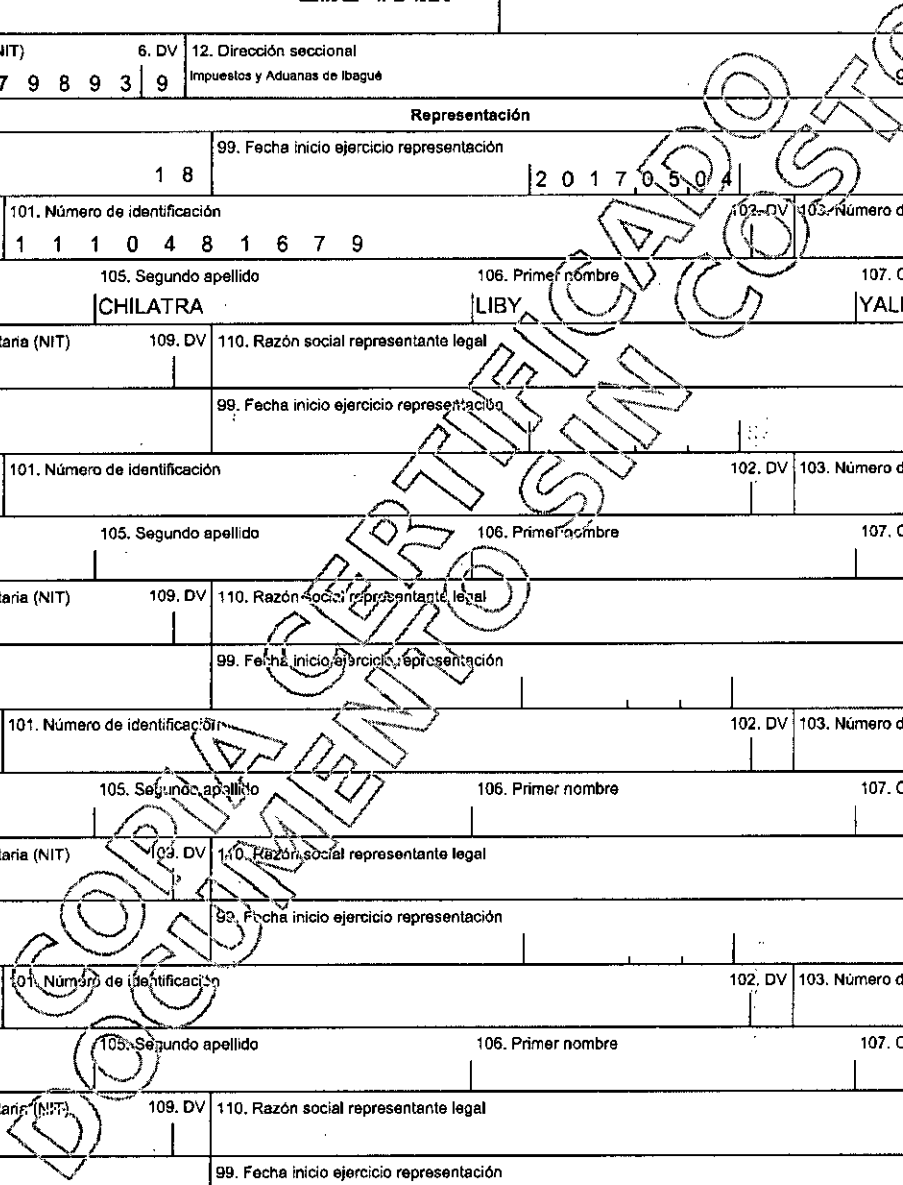 NIT) 6. DV 12. Dirección seccional
7 9 8 9 3 9 Impuestos y Aduanas de Ibagué 9
Representación
99. Fecha inicio ejercicio representación
1 8 2 0 1 7 0 5 0 4
101. Número de identificación 102. DV 103. Número d
1 1 1 0 4 8 1 6 7 9
105. Segundo apellido 106. Primer nombre 107. O
CHILATRA LIBY
taria (NIT) 109. DV 110. Razón social representante legal
99. Fecha inicio ejercicio representación
101. Número de identificación 102. DV 103. Número d
105. Segundo apellido 106. Primer nombre 107. O
taria (NIT) 109. DV 110. Razón social representante legal
99. Fecha inicio ejercicio representación
101. Número de identificación 102. DV 103. Número d
105. Segundo apellido 106. Primer nombre 107. O
taria (NIT) 109. DV 110. Razón social representante legal
99. Fecha inicio ejercicio representación
101. Número de identificación 102. DV 103. Número d
105. Segundo apellido 106. Primer nombre 107. O
taria (NIT) 109. DV 110. Razón social representante legal
99. Fecha inicio ejercicio representación
COPIA CERTIFICADO
DOCUMENTO SIN COSTO